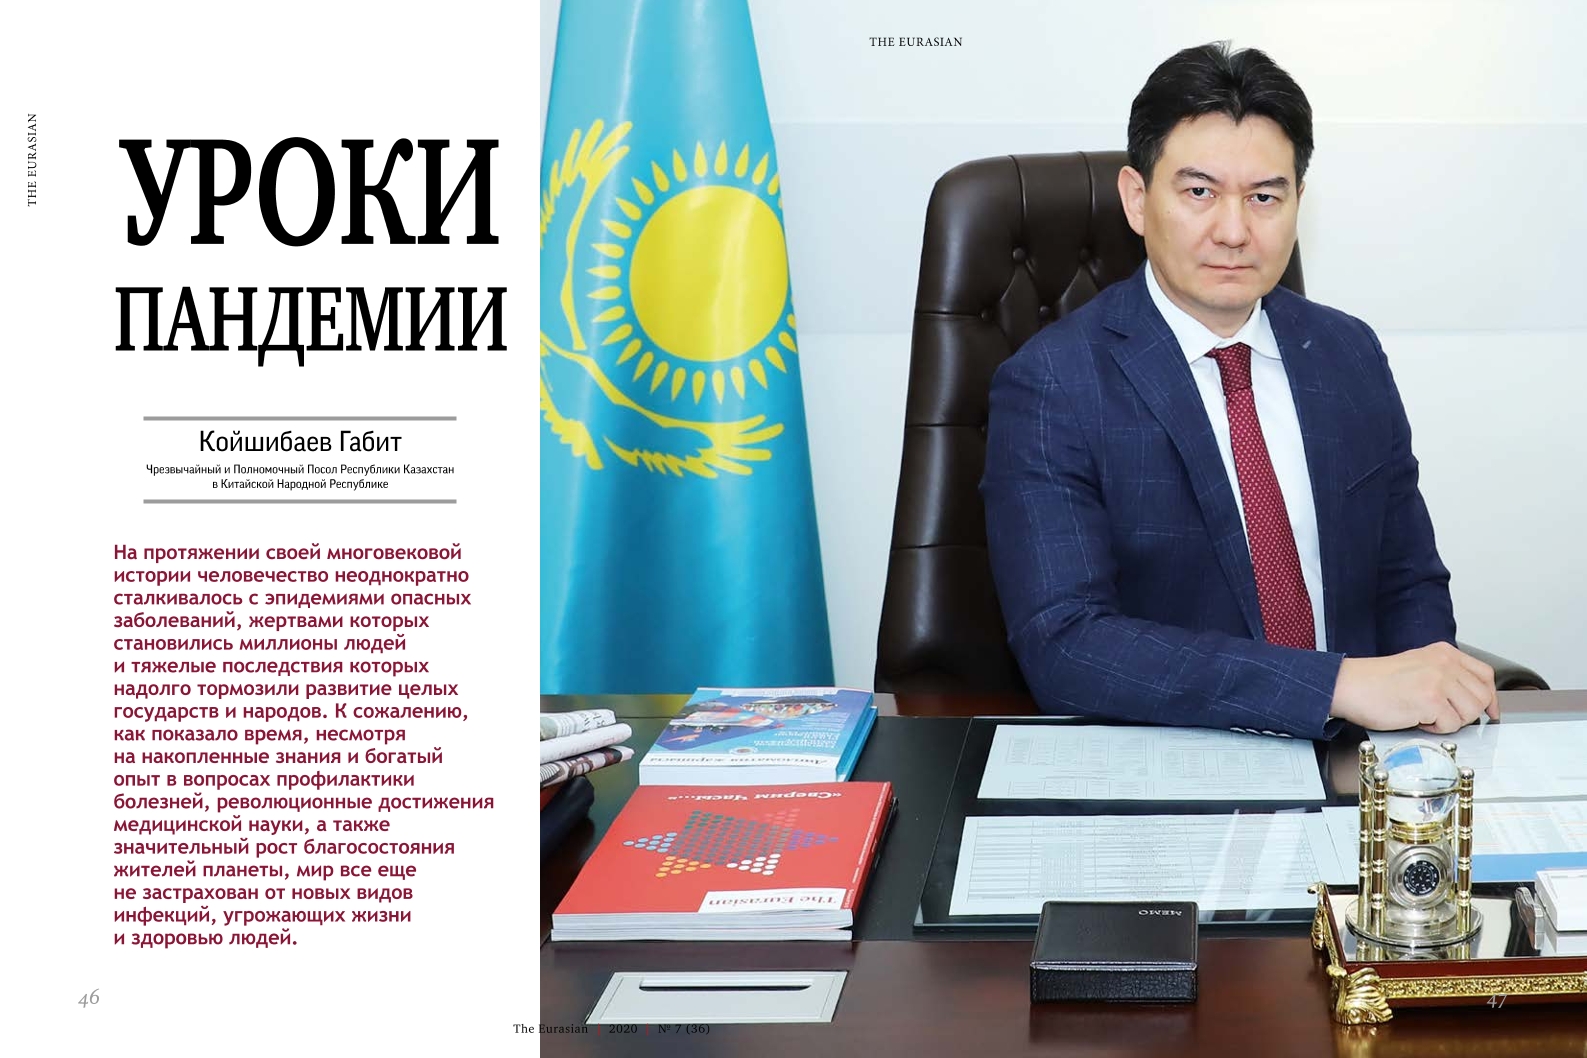 THE EURASIAN
THE EURASIAN
УРОКИ
ПАНДЕМИИ
Койшибаев Габит
Чрезвычайный и Полномочный Посол Республики Казахстан
в Китайской Народной Республике
На протяжении своей многовековой
истории человечество неоднократно
сталкивалось с эпидемиями опасных
заболеваний, жертвами которых
становились миллионы людей
и тяжелые последствия которых
надолго тормозили развитие целых
государств и народов. К сожалению,
как показало время, несмотря
на накопленные знания и богатый
опыт в вопросах профилактики
болезней, революционные достижения
медицинской науки, а также
значительный рост благосостояния
жителей планеты, мир все еще
не застрахован от новых видов
инфекций, угрожающих жизни
и здоровью людей.
Дипломатия жаршысы
«Сверим Часы...»
The Eurasian
MEMO
46
47
The Eurasian | 2020 | № 7 (36)